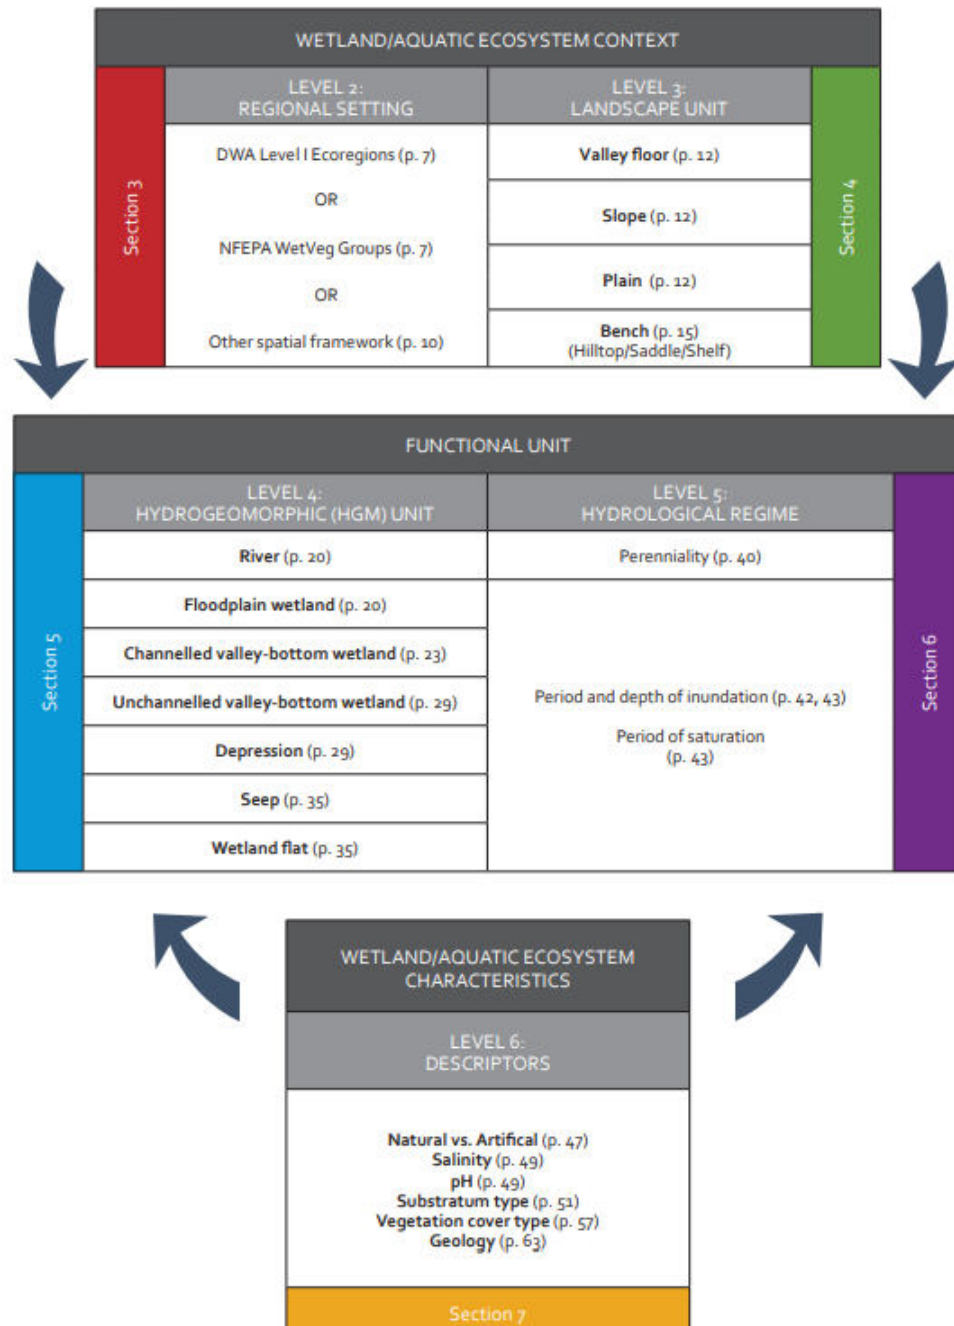 WETLAND/AQUATIC ECOSYSTEM CONTEXT
Section 3
LEVEL 2:
REGIONAL SETTING
DWA Level I Ecoregions (p. 7)
OR
NFEPA WetVeg Groups (p. 7)
OR
Other spatial framework (p. 10)
LEVEL 3:
LANDSCAPE UNIT
Valley floor (p. 12)
Slope (p. 12)
Plain (p. 12)
Bench (p. 15)
(Hilltop/Saddle/Shelf)
Section 4
FUNCTIONAL UNIT
Section 5
LEVEL 4:
HYDROGEOMORPHIC (HGM) UNIT
River (p. 20)
Floodplain wetland (p. 20)
Channelled valley-bottom wetland (p. 23)
Unchannelled valley-bottom wetland (p. 29)
Depression (p. 29)
Seep (p. 35)
Wetland flat (p. 35)
LEVEL 5:
HYDROLOGICAL REGIME
Perenniality (p. 40)
Period and depth of inundation (p. 42, 43)
Period of saturation
(p. 43)
Section 6
WETLAND/AQUATIC ECOSYSTEM
CHARACTERISTICS
LEVEL 6:
DESCRIPTORS
Natural vs. Artifical (p. 47)
Salinity (p. 49)
pH (p. 49)
Substratum type (p. 51)
Vegetation cover type (p. 57)
Geology (p. 63)
Section 7